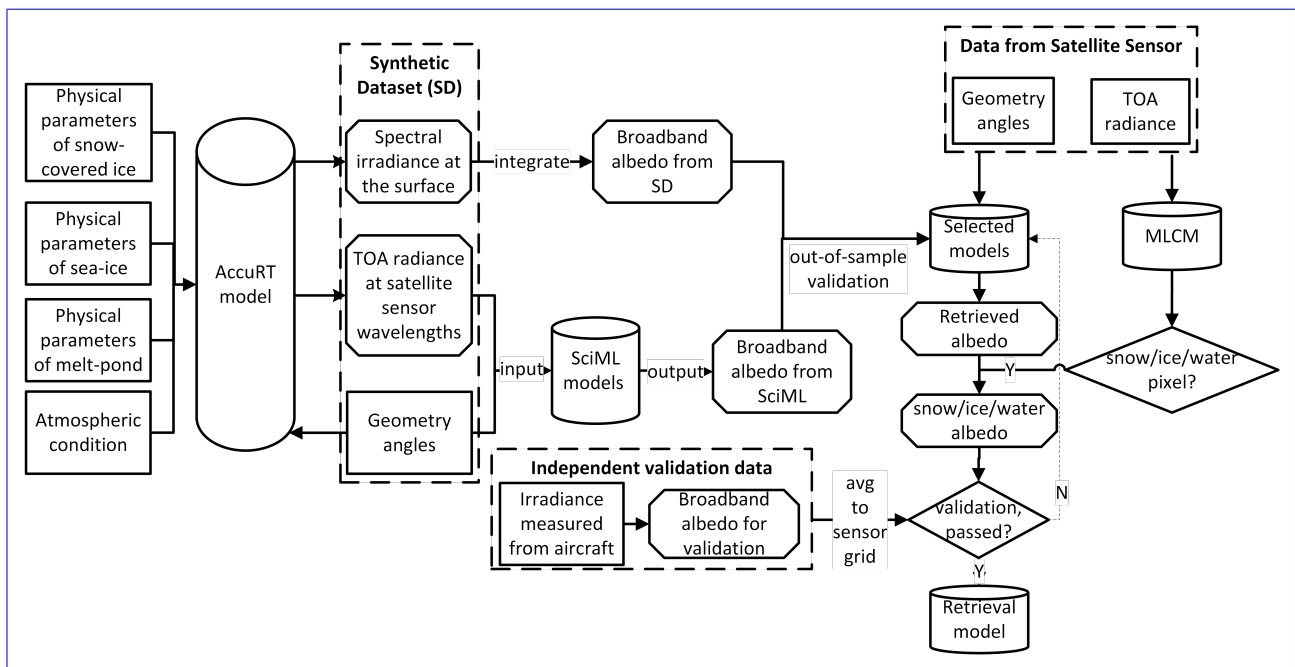 Physical
parameters
of snow-
covered ice
Physical
parameters
of sea-ice
Physical
parameters
of melt-pond
Atmospheric
condition
AccuRT
model
Synthetic
Dataset (SD)
Spectral
irradiance at
the surface
TOA radiance
at satellite
sensor
wavelengths
Geometry
angles
integrate
Broadband
albedo from
SD
input
SciML
models
output
Broadband
albedo from
SciML
out-of-sample
validation
Independent validation data
Irradiance
measured
from aircraft
Broadband
albedo for
validation
avg
to
sensor
grid
Data from Satellite Sensor
Geometry
angles
TOA
radiance
Selected
models
MLCM
Retrieved
albedo
snow/ice/water
pixel?
Y
snow/ice/water
albedo
N
validation,
passed?
Y
Retrieval
model